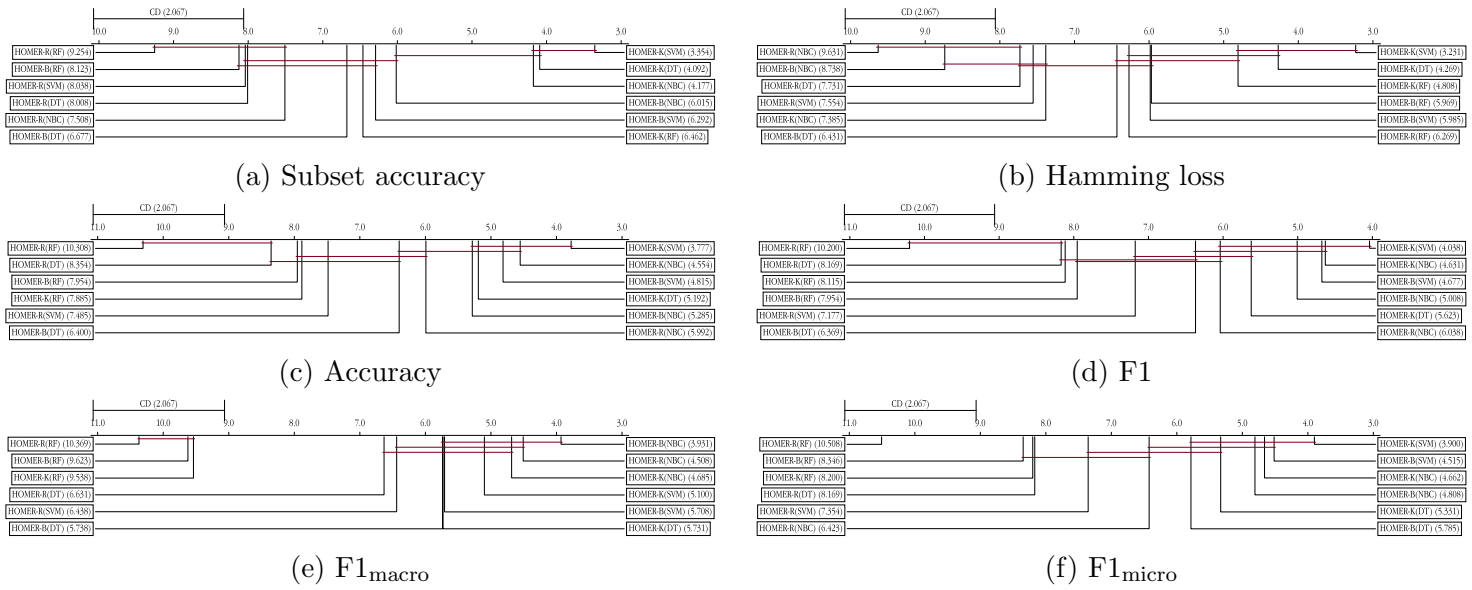 CD (2.067)
10.0 9.0 8.0 7.0 6.0 5.0 4.0 3.0
HOMER-R(RF) (9.254) HOMER-K(SVM) (3.354)
HOMER-B(RF) (8.123) HOMER-K(DT) (4.092)
HOMER-R(SVM) (8.038) HOMER-K(NBC) (4.177)
HOMER-R(DT) (8.008) HOMER-B(NBC) (6.015)
HOMER-R(NBC) (7.508) HOMER-B(SVM) (6.292)
HOMER-B(DT) (6.677) HOMER-K(RF) (6.462)
(a) Subset accuracy
CD (2.067)
10.0 9.0 8.0 7.0 6.0 5.0 4.0 3.0
HOMER-R(NBC) (9.631) HOMER-K(SVM) (3.231)
HOMER-B(NBC) (8.738) HOMER-K(DT) (4.269)
HOMER-R(DT) (7.731) HOMER-K(RF) (4.808)
HOMER-R(SVM) (7.554) HOMER-B(RF) (5.969)
HOMER-K(NBC) (7.385) HOMER-B(SVM) (5.985)
HOMER-B(DT) (6.431) HOMER-R(RF) (6.269)
(b) Hamming loss
CD (2.067)
11.0 10.0 9.0 8.0 7.0 6.0 5.0 4.0 3.0
HOMER-R(RF) (10.308) HOMER-K(SVM) (3.777)
HOMER-R(DT) (8.354) HOMER-K(NBC) (4.554)
HOMER-B(RF) (7.954) HOMER-B(SVM) (4.815)
HOMER-K(RF) (7.885) HOMER-K(DT) (5.192)
HOMER-R(SVM) (7.485) HOMER-B(NBC) (5.285)
HOMER-B(DT) (6.400) HOMER-R(NBC) (5.992)
(c) Accuracy
CD (2.067)
11.0 10.0 9.0 8.0 7.0 6.0 5.0 4.0
HOMER-R(RF) (10.200) HOMER-K(SVM) (4.038)
HOMER-R(DT) (8.169) HOMER-K(NBC) (4.631)
HOMER-K(RF) (8.115) HOMER-B(SVM) (4.677)
HOMER-B(RF) (7.954) HOMER-B(NBC) (5.008)
HOMER-R(SVM) (7.177) HOMER-K(DT) (5.623)
HOMER-B(DT) (6.369) HOMER-R(NBC) (6.038)
(d) F1
CD (2.067)
11.0 10.0 9.0 8.0 7.0 6.0 5.0 4.0 3.0
HOMER-R(RF) (10.369) HOMER-B(NBC) (3.931)
HOMER-B(RF) (9.623) HOMER-R(NBC) (4.508)
HOMER-K(RF) (9.538) HOMER-K(NBC) (4.685)
HOMER-R(DT) (6.631) HOMER-K(SVM) (5.100)
HOMER-R(SVM) (6.438) HOMER-B(SVM) (5.708)
HOMER-B(DT) (5.738) HOMER-K(DT) (5.731)
(e) F1macro
CD (2.067)
11.0 10.0 9.0 8.0 7.0 6.0 5.0 4.0 3.0
HOMER-R(RF) (10.508) HOMER-K(SVM) (3.900)
HOMER-B(RF) (8.346) HOMER-B(SVM) (4.515)
HOMER-K(RF) (8.200) HOMER-K(NBC) (4.662)
HOMER-R(DT) (8.169) HOMER-B(NBC) (4.808)
HOMER-R(SVM) (7.354) HOMER-K(DT) (5.331)
HOMER-R(NBC) (6.423) HOMER-B(DT) (5.785)
(f) F1micro